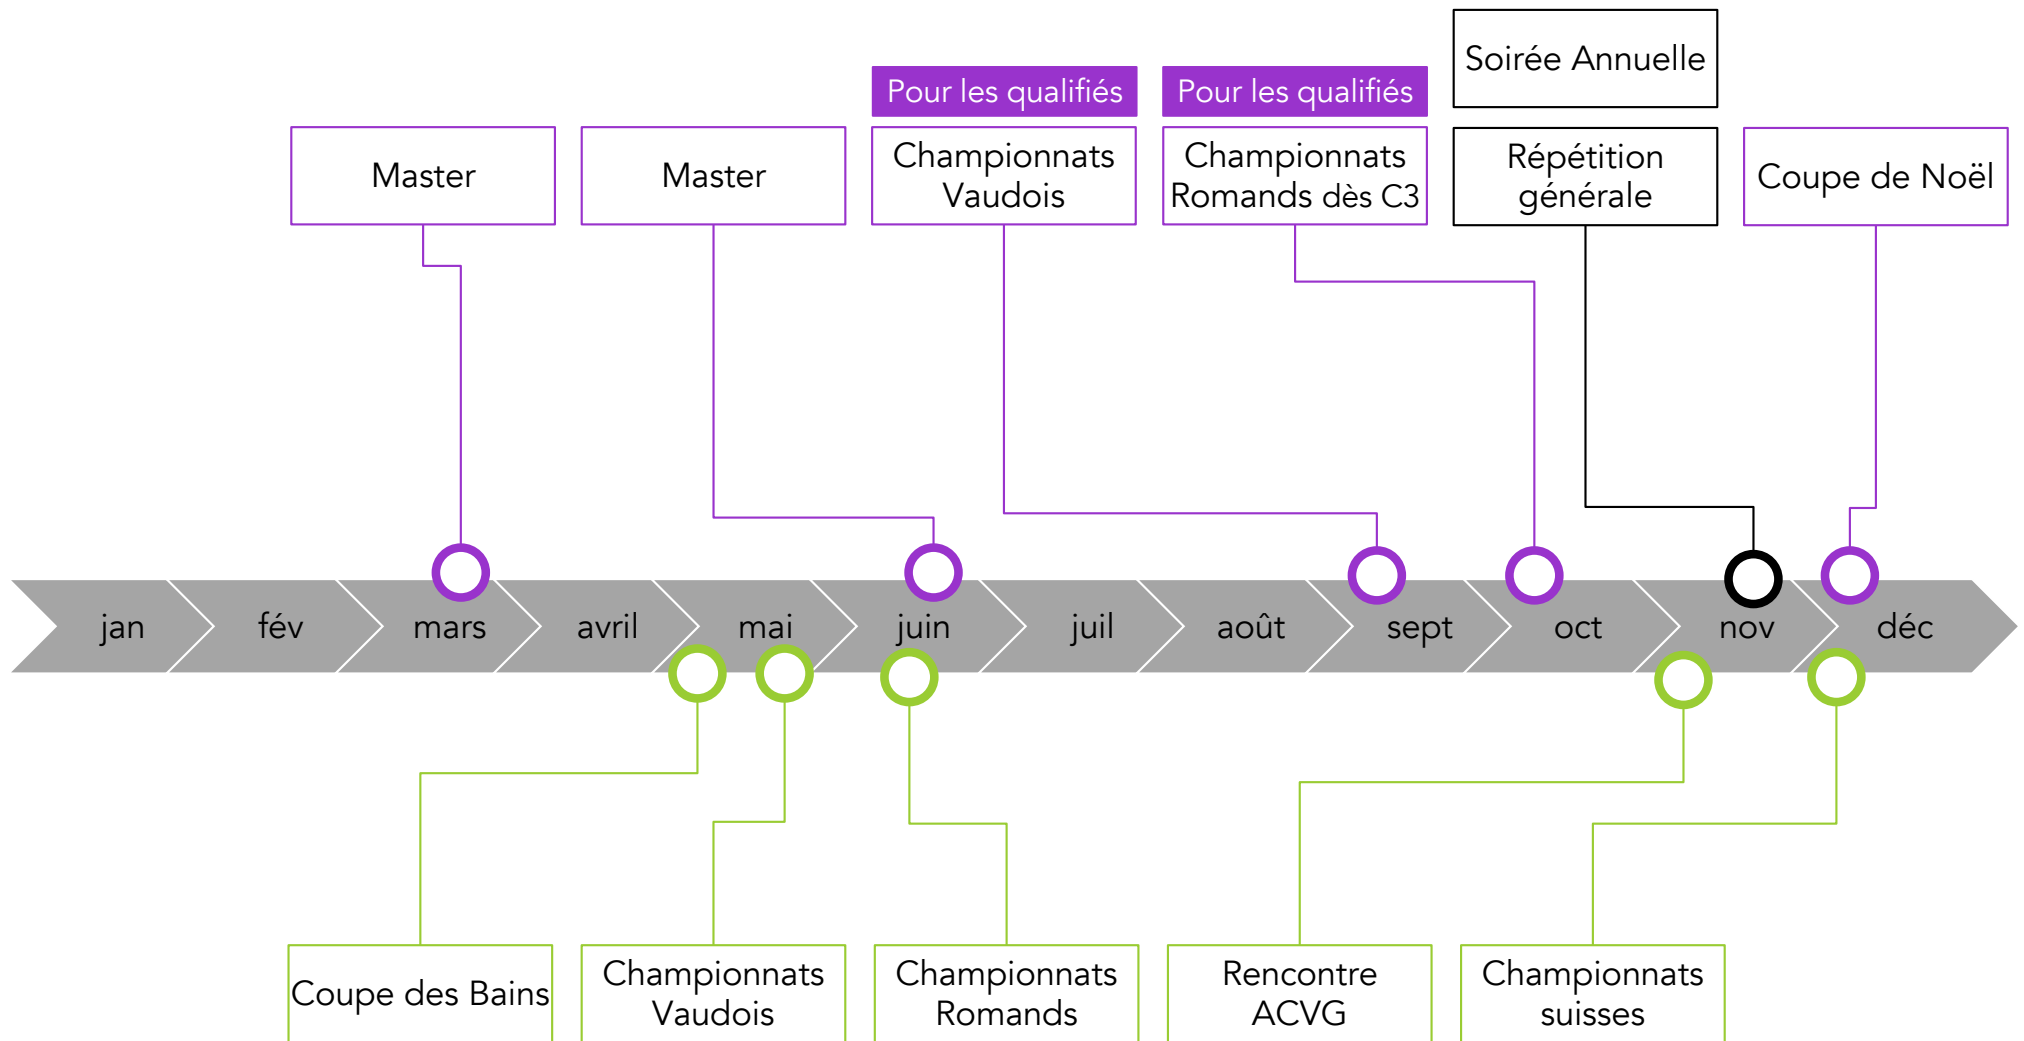 Soirée Annuelle
Pour les qualifiés
Pour les qualifiés
Master
Master
Championnats
Vaudois
Championnats
Romands dès C3
Répétition
générale
Coupe de Noël
jan
fév
mars
avril
mai
juin
juil
août
sept
oct
nov
déc
Coupe des Bains
Championnats
Vaudois
Championnats
Romands
Rencontre
ACVG
Championnats
suisses